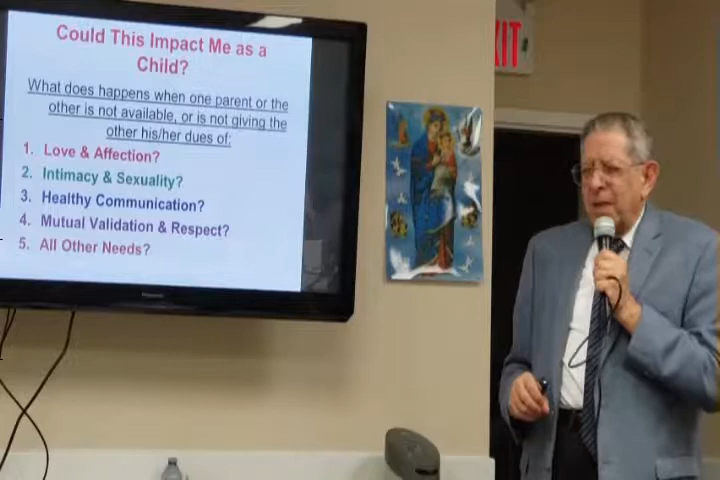 Could This Impact Me as a
Child?
What does happens when one parent or the
other is not available, or is not giving the
other his/her dues of:
1. Love & Affection?
2. Intimacy & Sexuality?
3. Healthy Communication?
4. Mutual Validation & Respect?
5. All Other Needs?
Panasonic
XIT